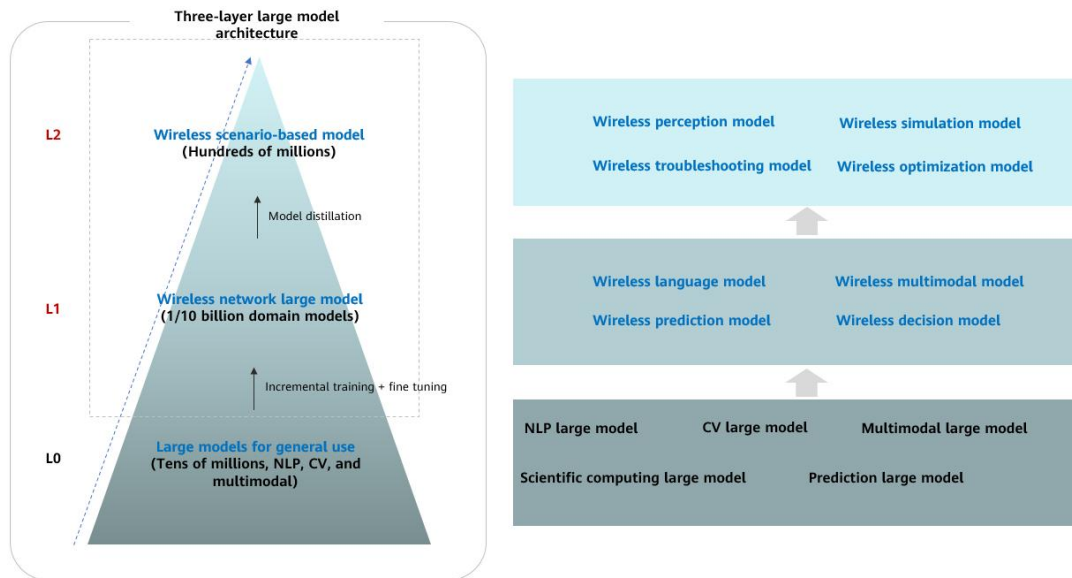 Three-layer large model
architecture
L2
Wireless scenario-based model
(Hundreds of millions)
Model distillation
L1
Wireless network large model
(1/10 billion domain models)
Incremental training + fine tuning
L0
Large models for general use
(Tens of millions, NLP, CV, and
multimodal)
Wireless perception model
Wireless simulation model
Wireless troubleshooting model
Wireless optimization model
Wireless language model
Wireless multimodal model
Wireless prediction model
Wireless decision model
NLP large model
CV large model
Multimodal large model
Scientific computing large model
Prediction large model